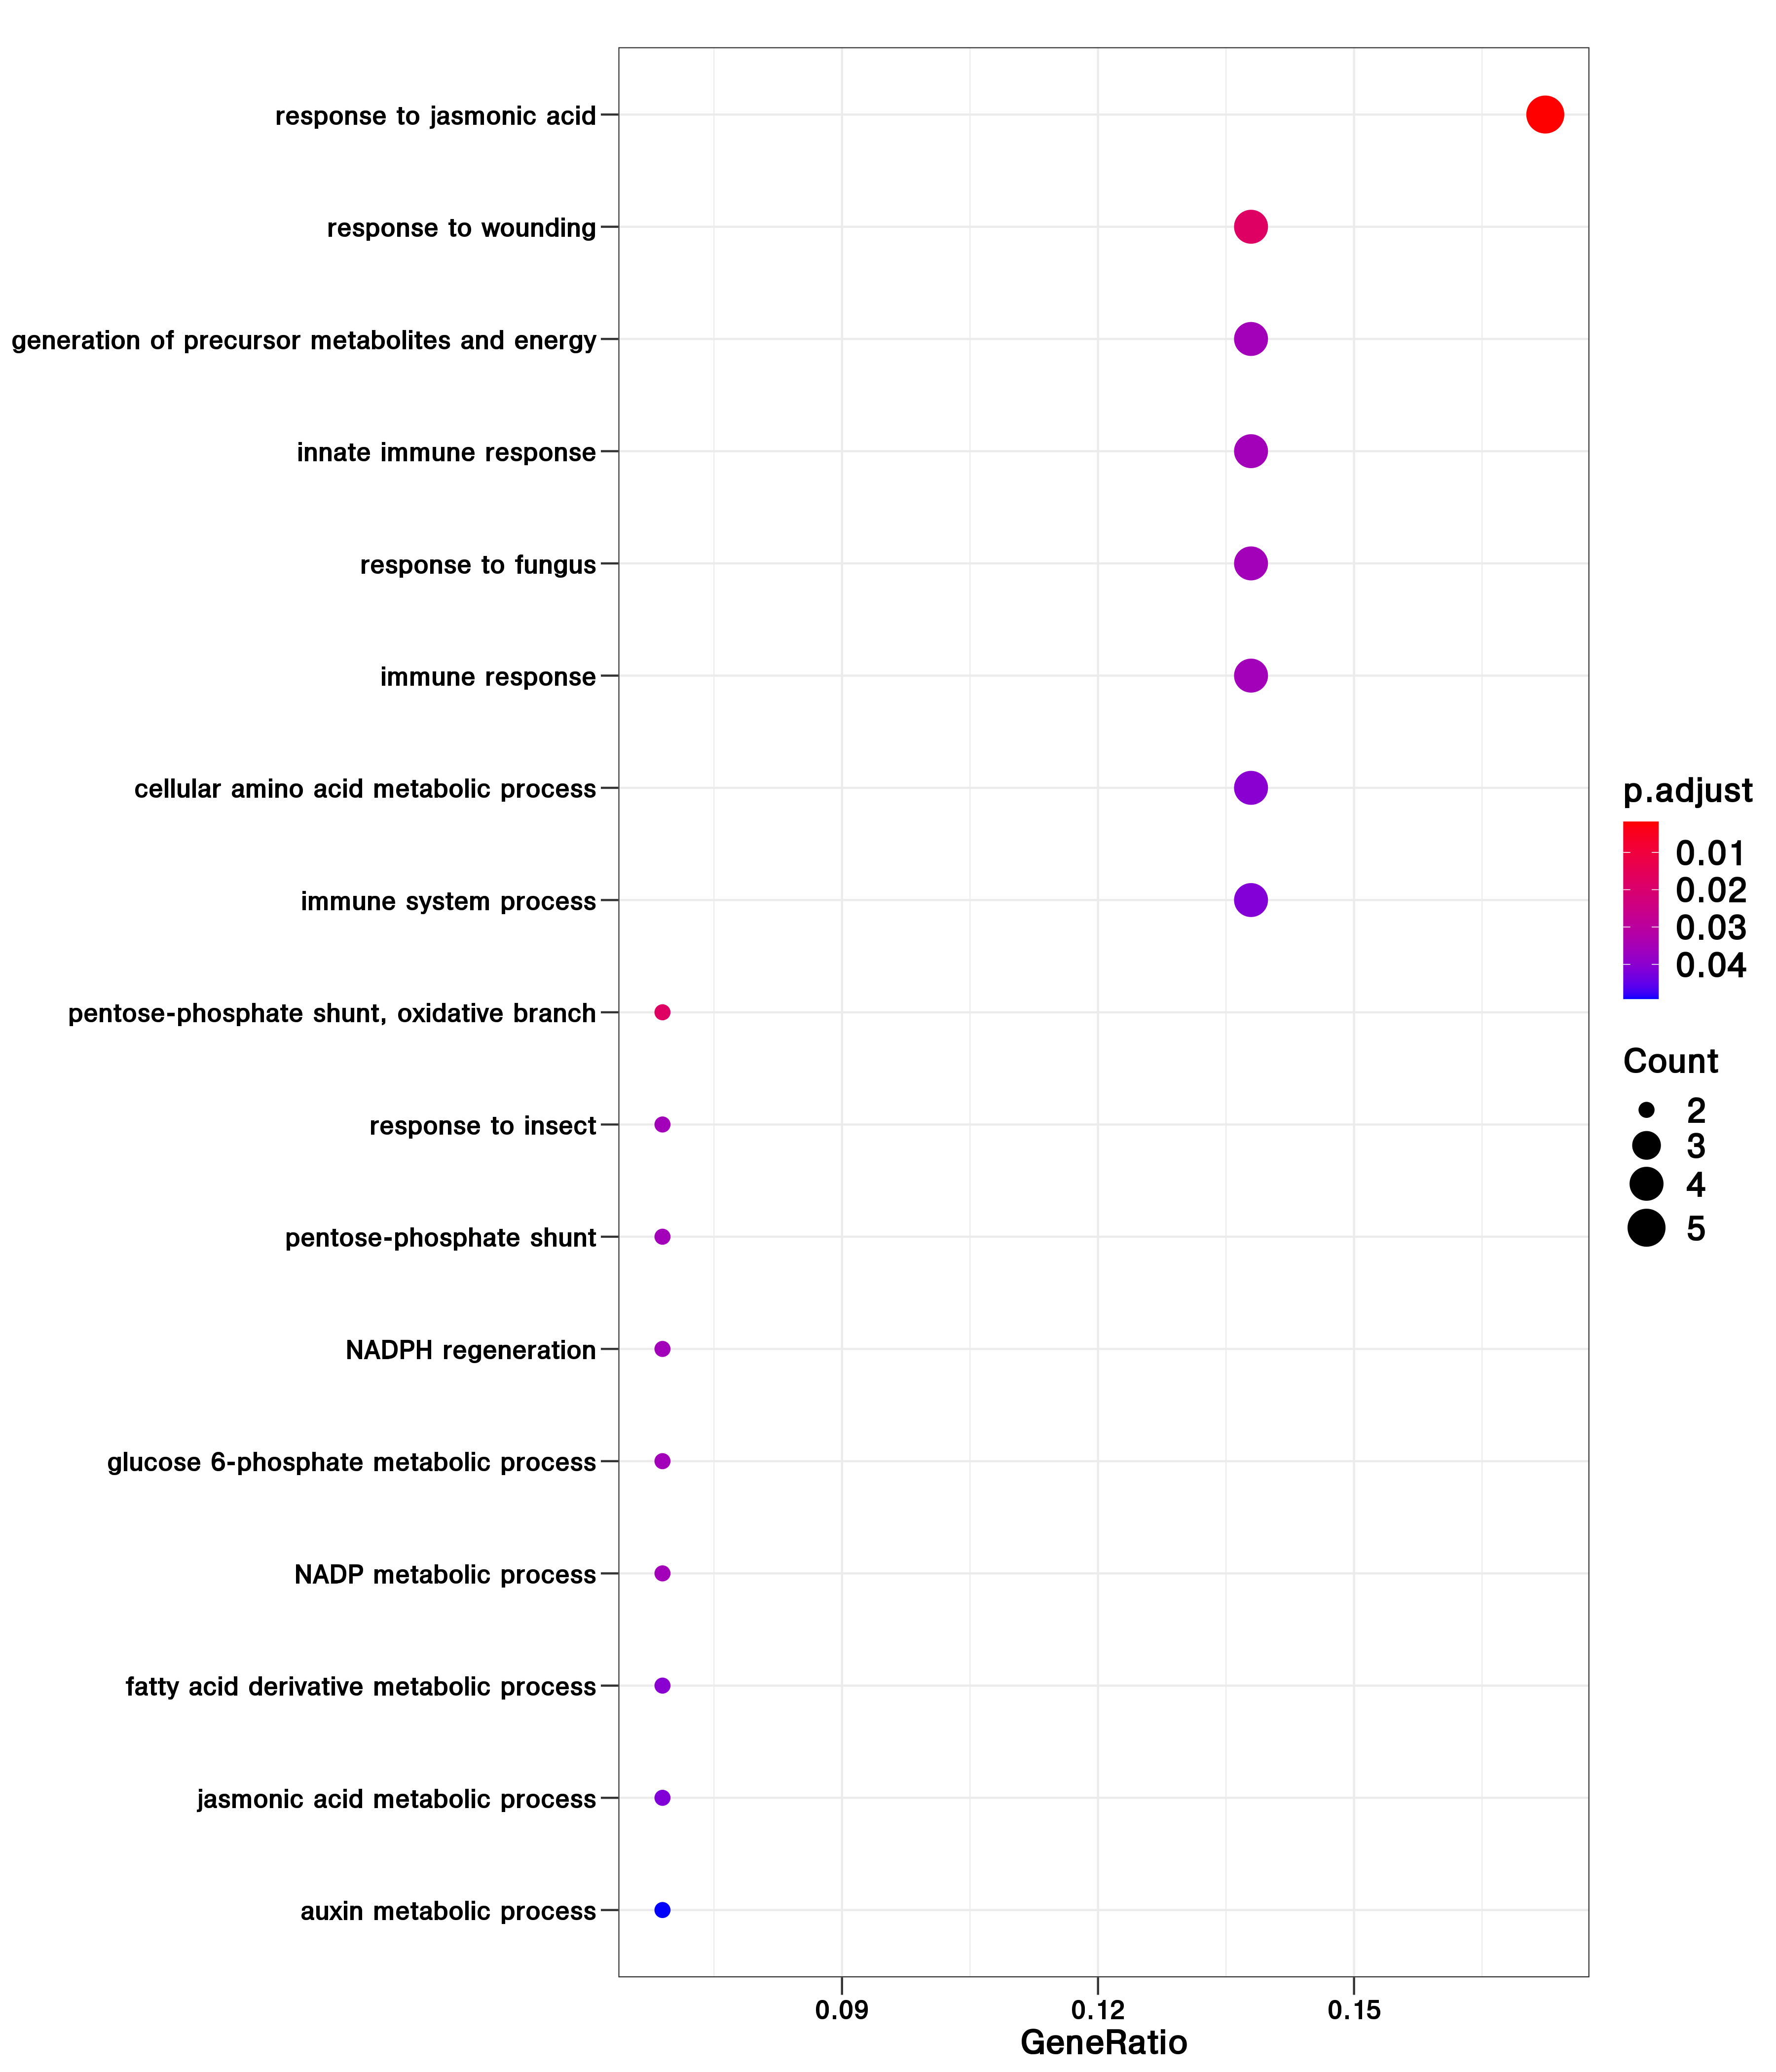 response to jasmonic acid
response to wounding
generation of precursor metabolites and energy
innate immune response
response to fungus
immune response
cellular amino acid metabolic process
immune system process
pentose-phosphate shunt, oxidative branch
response to insect
pentose-phosphate shunt
NADPH regeneration
glucose 6-phosphate metabolic process
NADP metabolic process
fatty acid derivative metabolic process
jasmonic acid metabolic process
auxin metabolic process
0.09 0.12 0.15
GeneRatio
p.adjust
0.01
0.02
0.03
0.04
Count
2
3
4
5